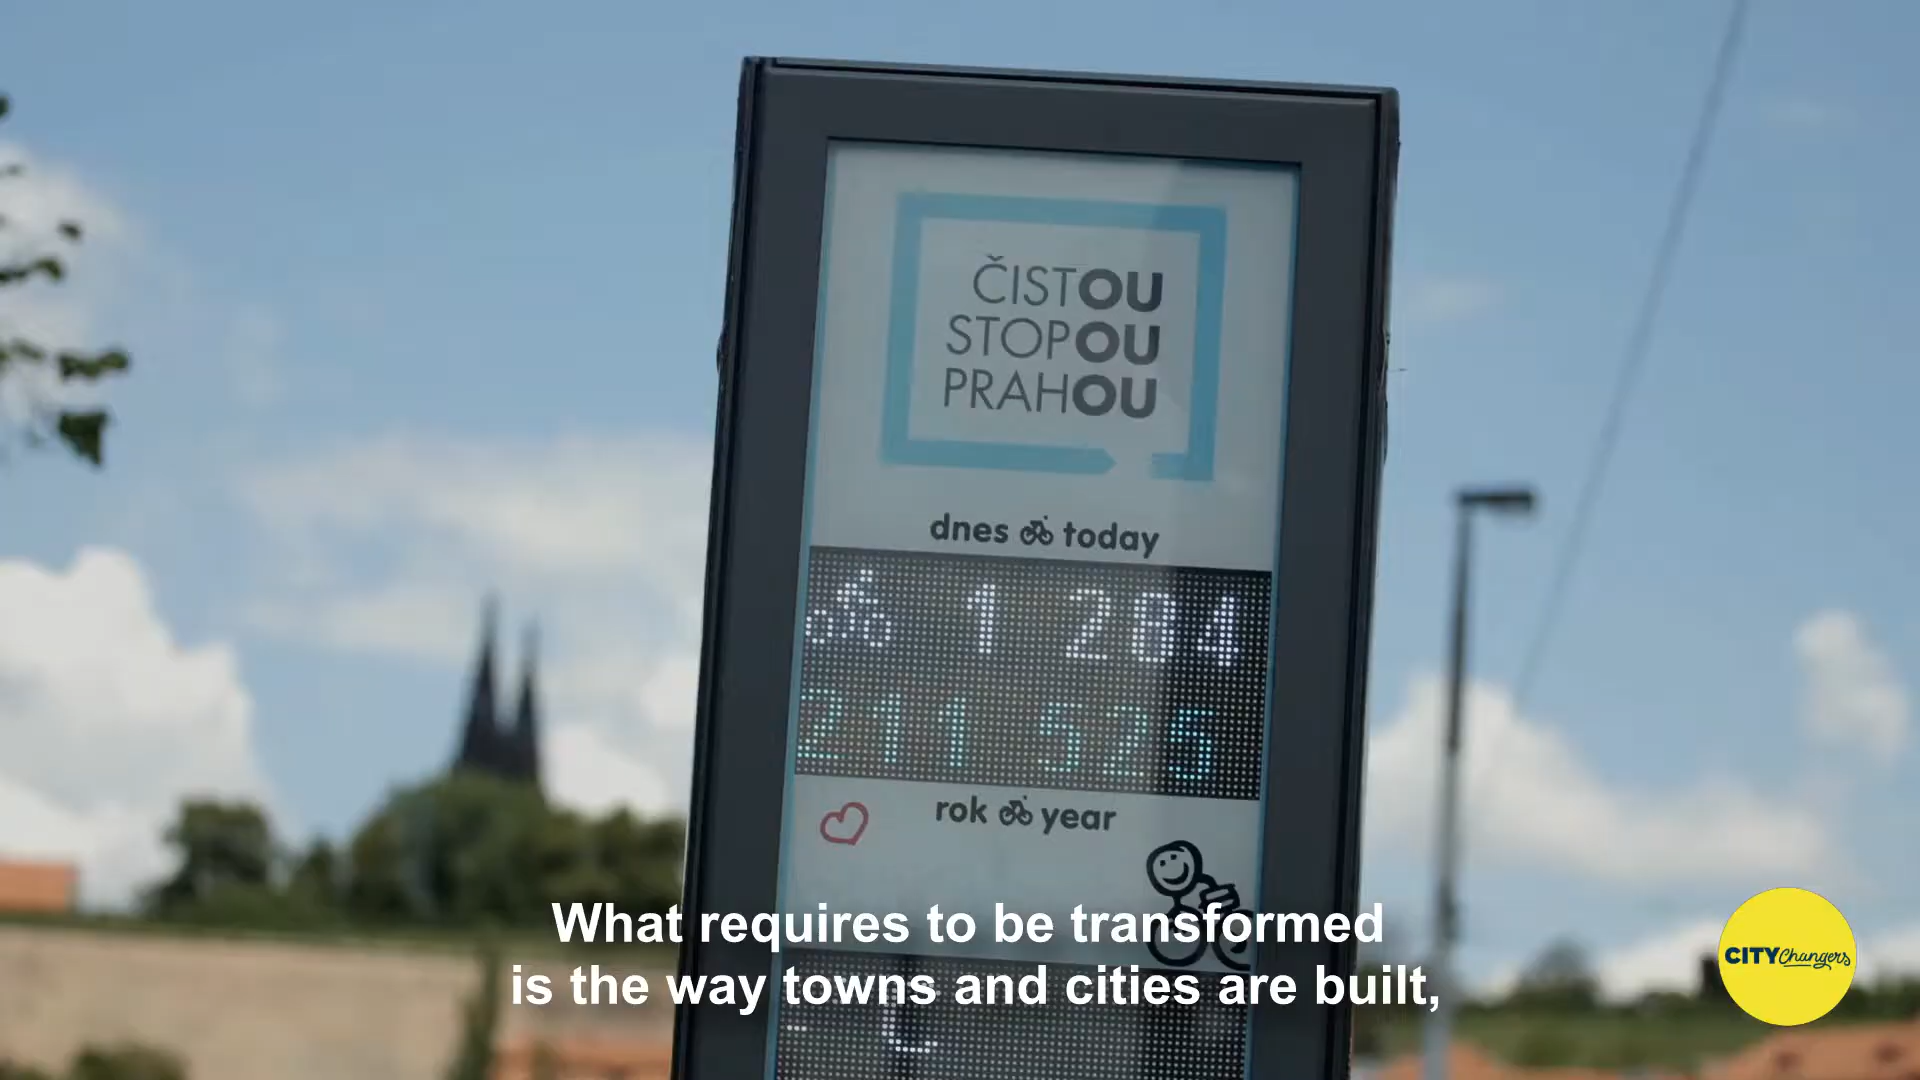 ČISTOU
STOPOU
PRAHOU
dnes today
1 284
211 525
rok year
What requires to be transformed
is the way towns and cities are built,
CITY Changers